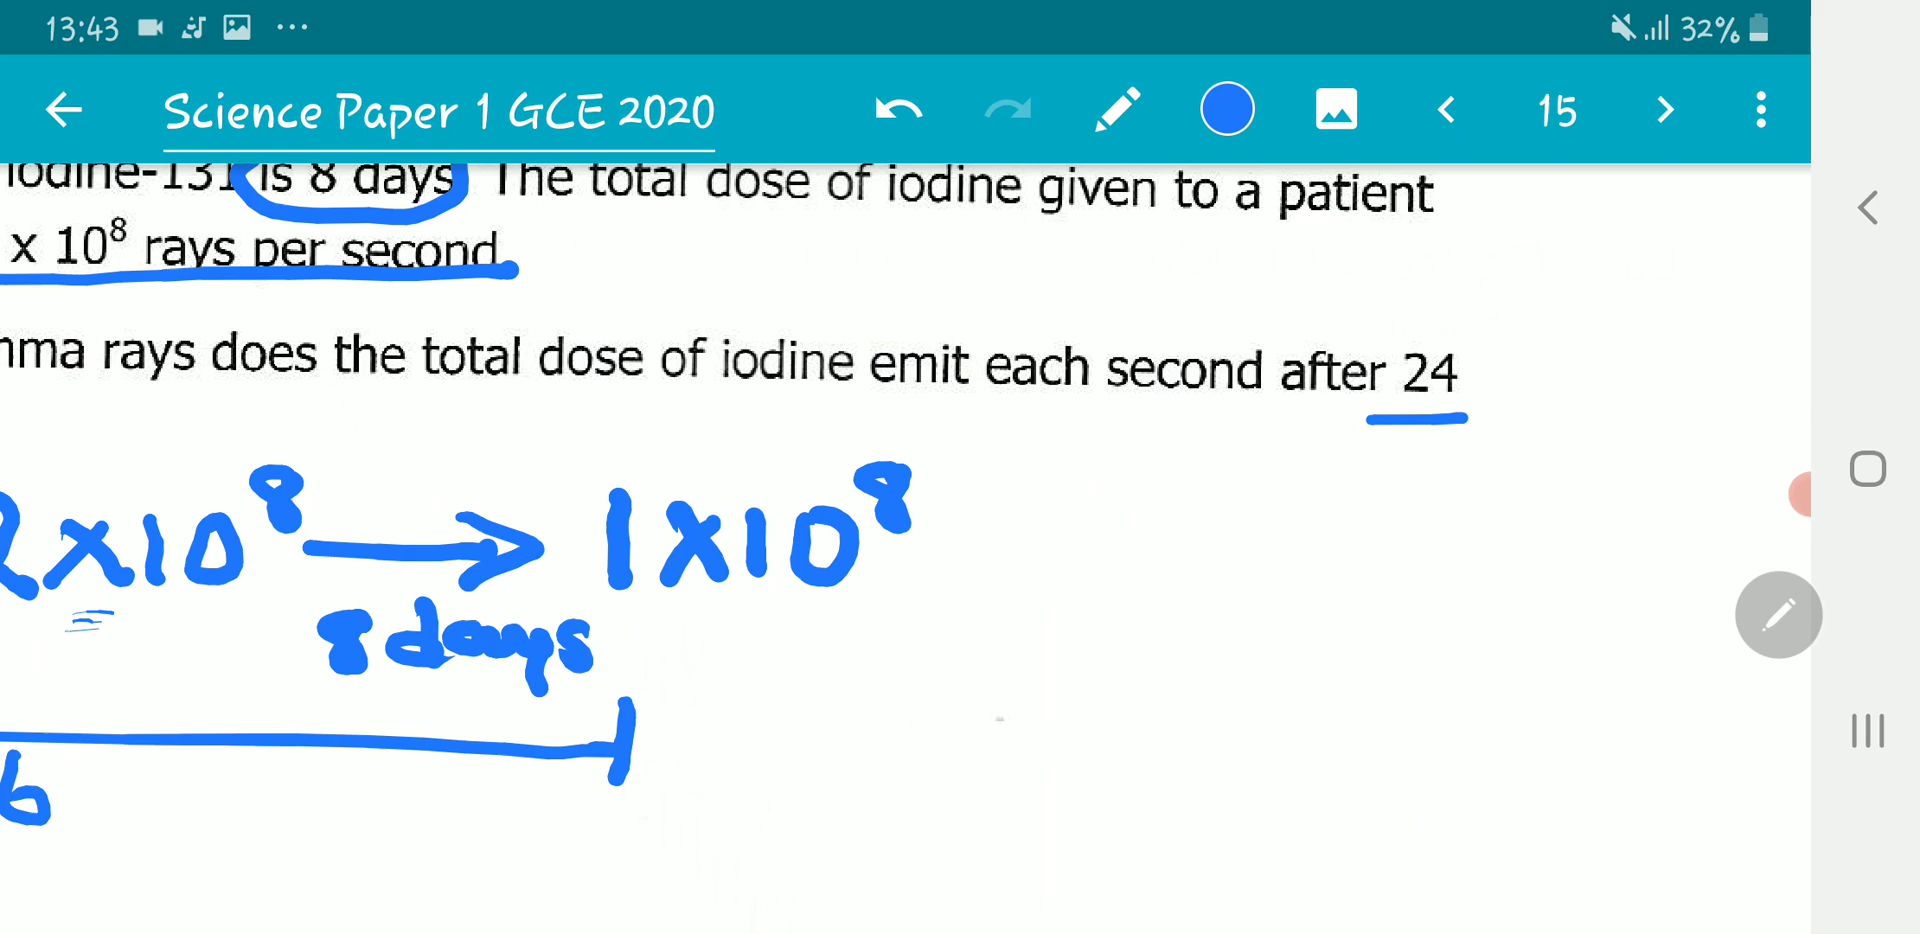 13:43 ... 32%
Science Paper 1 GCE 2020 15
iodine-131 is 8 days The total dose of iodine given to a patient
x 10⁸ rays per second.
mma rays does the total dose of iodine emit each second after 24
2x10⁸ → 1x10⁸
8 days
6